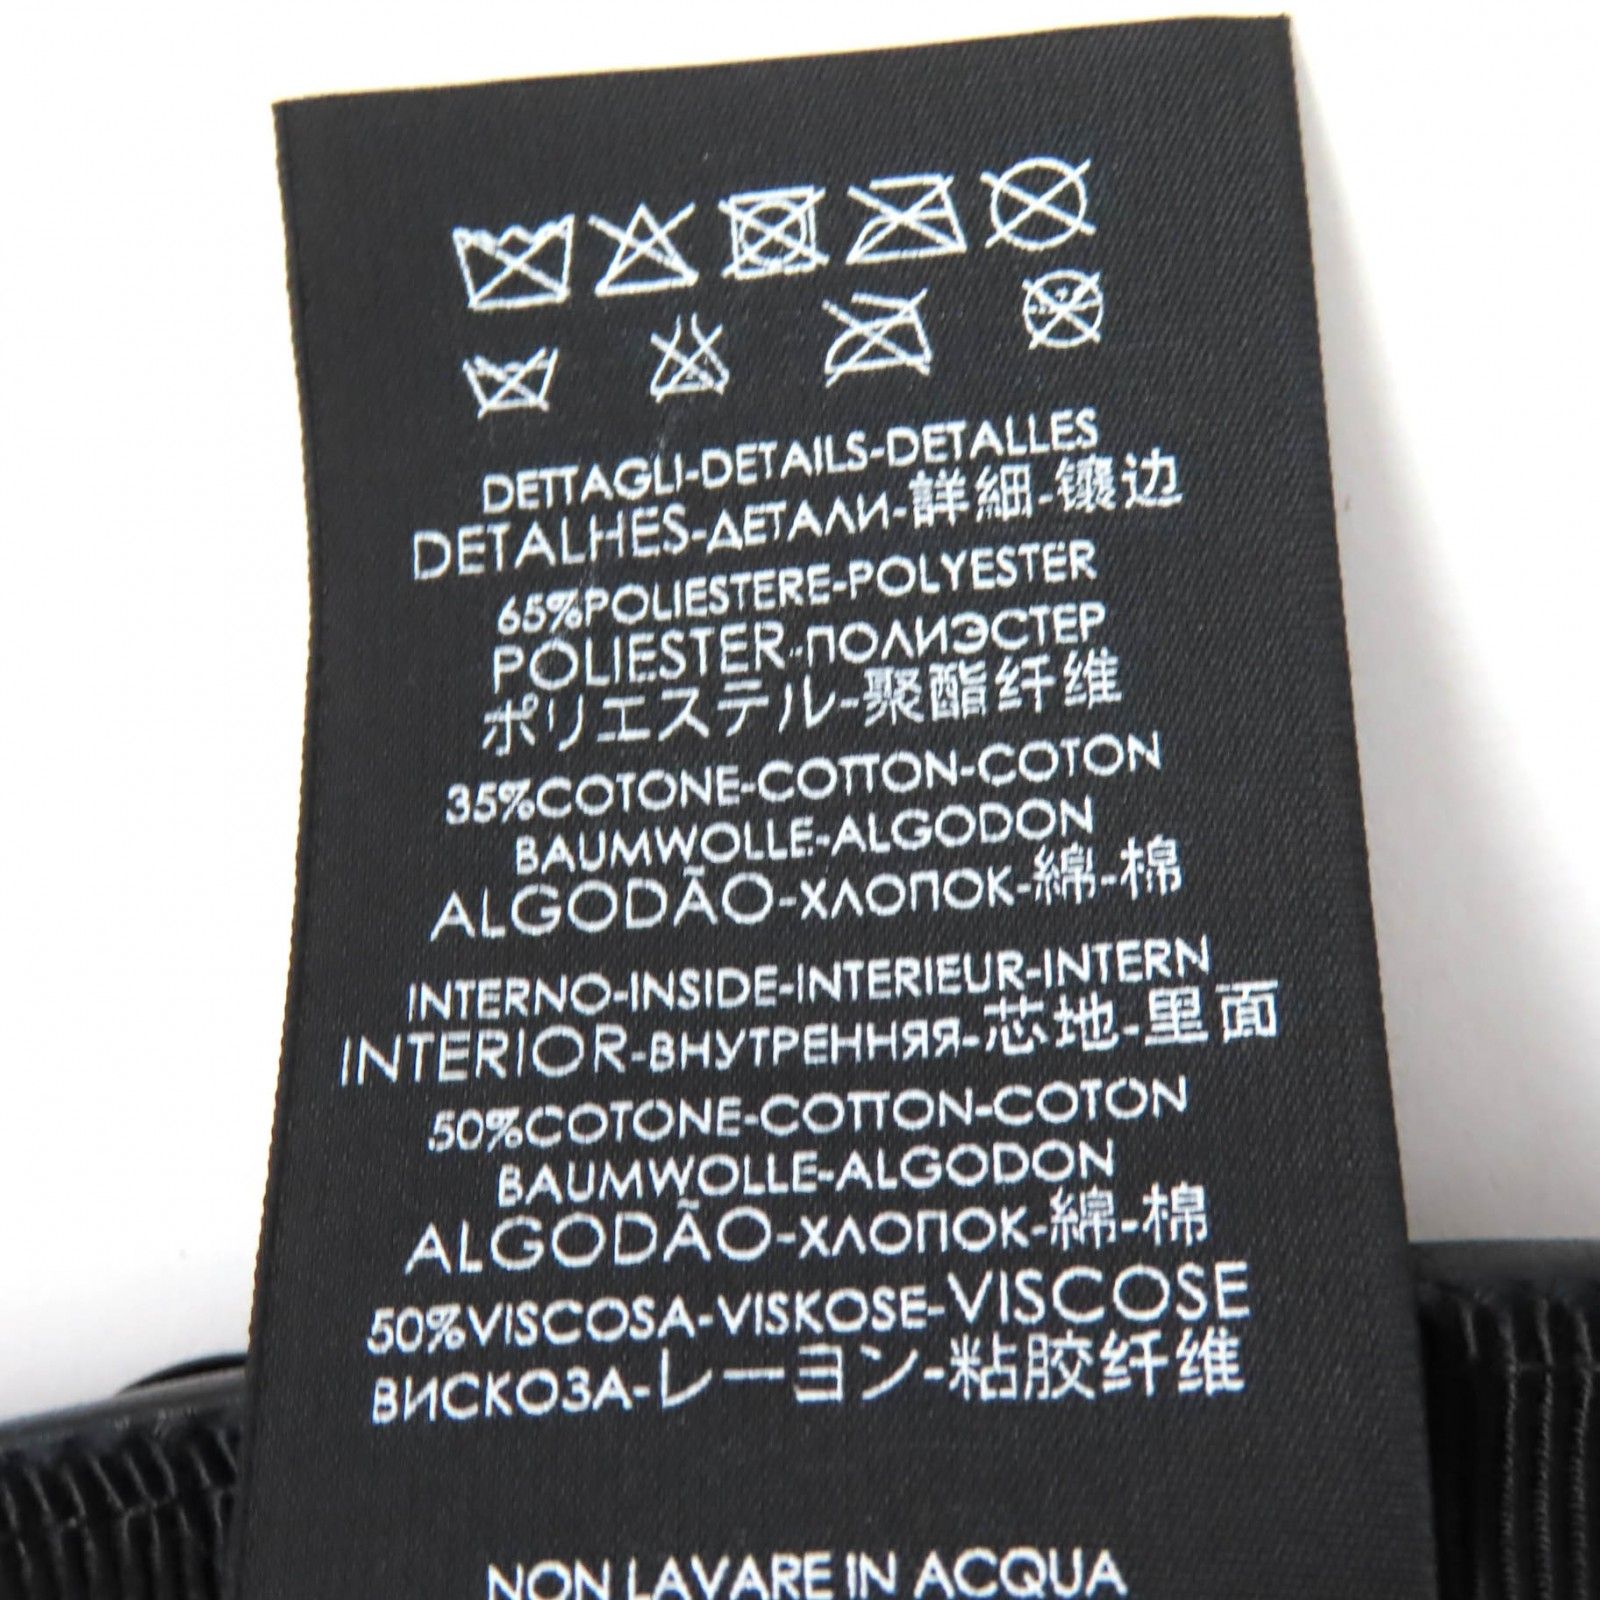 DETTAGLI-DETAILS-DETALLES
DETALHES-ДЕТАЛИ-詳細-镶边
65%POLIESTERE-POLYESTER
POLIESTER-ПОЛИЭСТЕР
ポリエステル-聚酯纤维
35%COTONE-COTTON-COTON
BAUMWOLLE-ALGODON
ALGODÃO-ХЛОПОК-綿-棉
INTERNO-INSIDE-INTERIEUR-INTERN
INTERIOR-ВНУТРЕННЯЯ-芯地-里面
50%COTONE-COTTON-COTON
BAUMWOLLE-ALGODON
ALGODÃO-ХЛОПОК-綿-棉
50%VISCOSA-VISKOSE-VISCOSE
ВИСКОЗА-レーヨン-粘胶纤维
NON LAVARE IN ACQUA